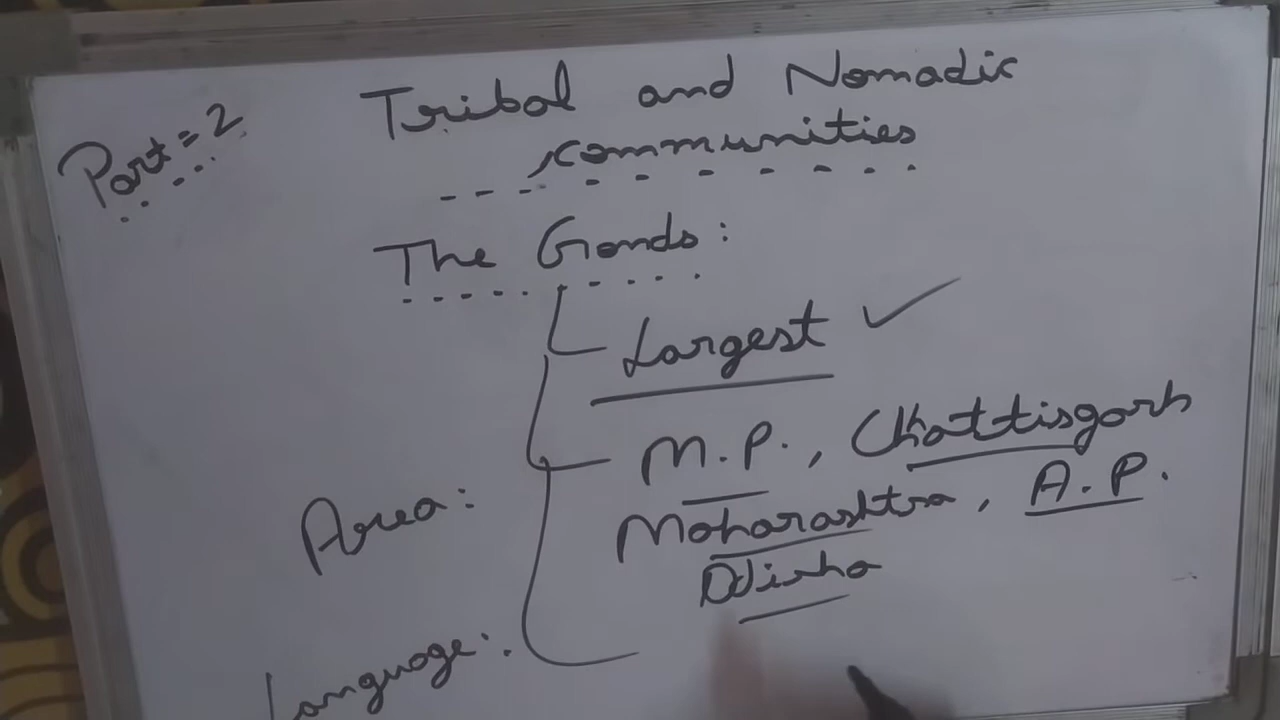 Part = 2
Tribal and Nomadic
communities
The Gonds:
Largest ✓
Area: M.P., Chattisgarh
Maharashtra, A.P.
Odisha
Language: